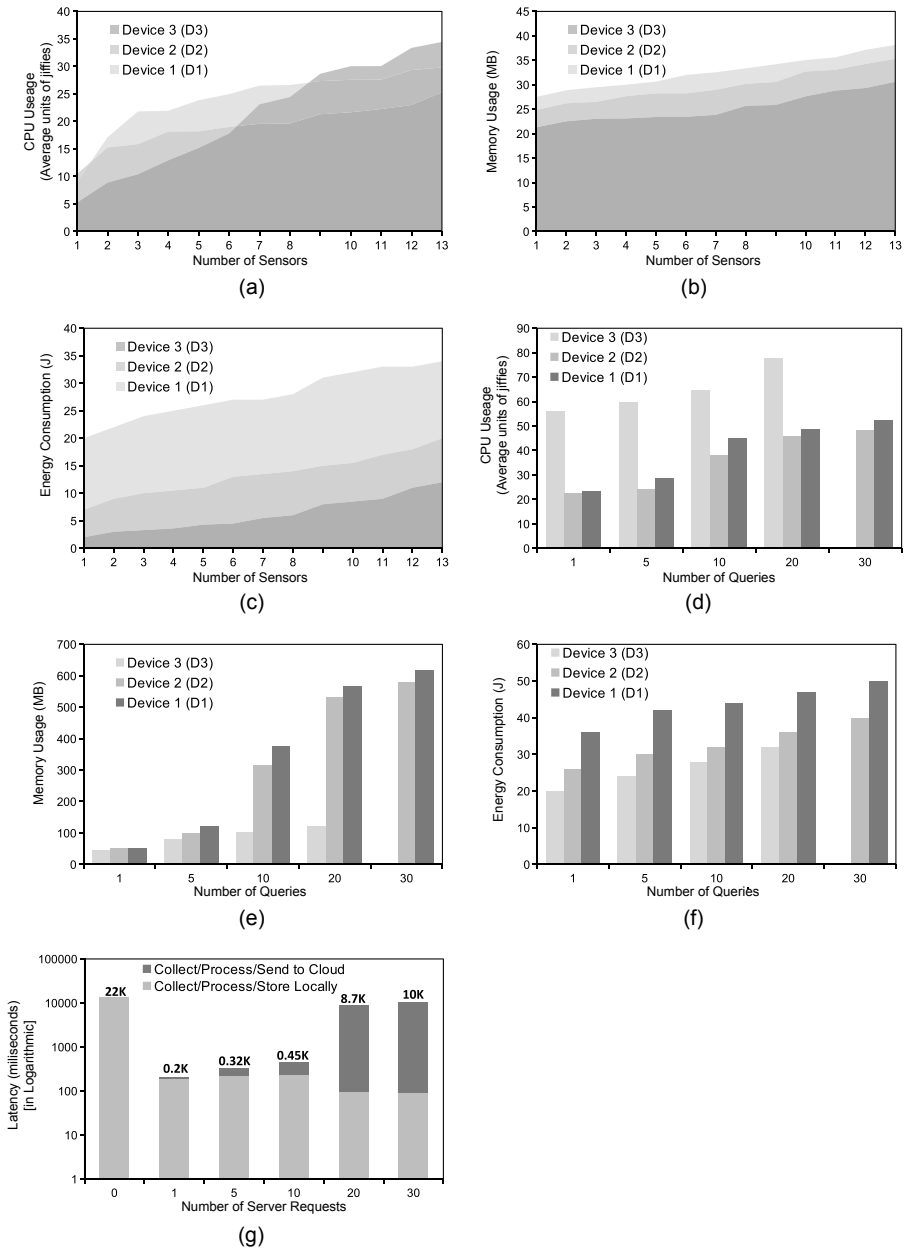 40
35
30
25
20
15
10
5
0
CPU Useage
(Average units of jiffies)
Device 3 (D3)
Device 2 (D2)
Device 1 (D1)
1 2 3 4 5 6 7 8 10 11 12 13
Number of Sensors
(a)
45
40
35
30
25
20
15
10
5
0
Memory Usage (MB)
Device 3 (D3)
Device 2 (D2)
Device 1 (D1)
1 2 3 4 5 6 7 8 10 11 12 13
Number of Sensors
(b)
40
35
30
25
20
15
10
5
0
Energy Consumption (J)
Device 3 (D3)
Device 2 (D2)
Device 1 (D1)
1 2 3 4 5 6 7 8 10 11 12 13
Number of Sensors
(c)
90
80
70
60
50
40
30
20
10
0
CPU Useage
(Average units of jiffies)
Device 3 (D3)
Device 2 (D2)
Device 1 (D1)
1 5 10 20 30
Number of Queries
(d)
700
600
500
400
300
200
100
0
Memory Usage (MB)
Device 3 (D3)
Device 2 (D2)
Device 1 (D1)
1 5 10 20 30
Number of Queries
(e)
60
50
40
30
20
10
0
Energy Consumption (J)
Device 3 (D3)
Device 2 (D2)
Device 1 (D1)
1 5 10 20 30
Number of Queries
(f)
100000
10000
1000
100
10
1
Latency (miliseconds)
[in Logarithmic]
Collect/Process/Send to Cloud
Collect/Process/Store Locally
22K
0.2K
0.32K
0.45K
8.7K
10K
0 1 5 10 20 30
Number of Server Requests
(g)